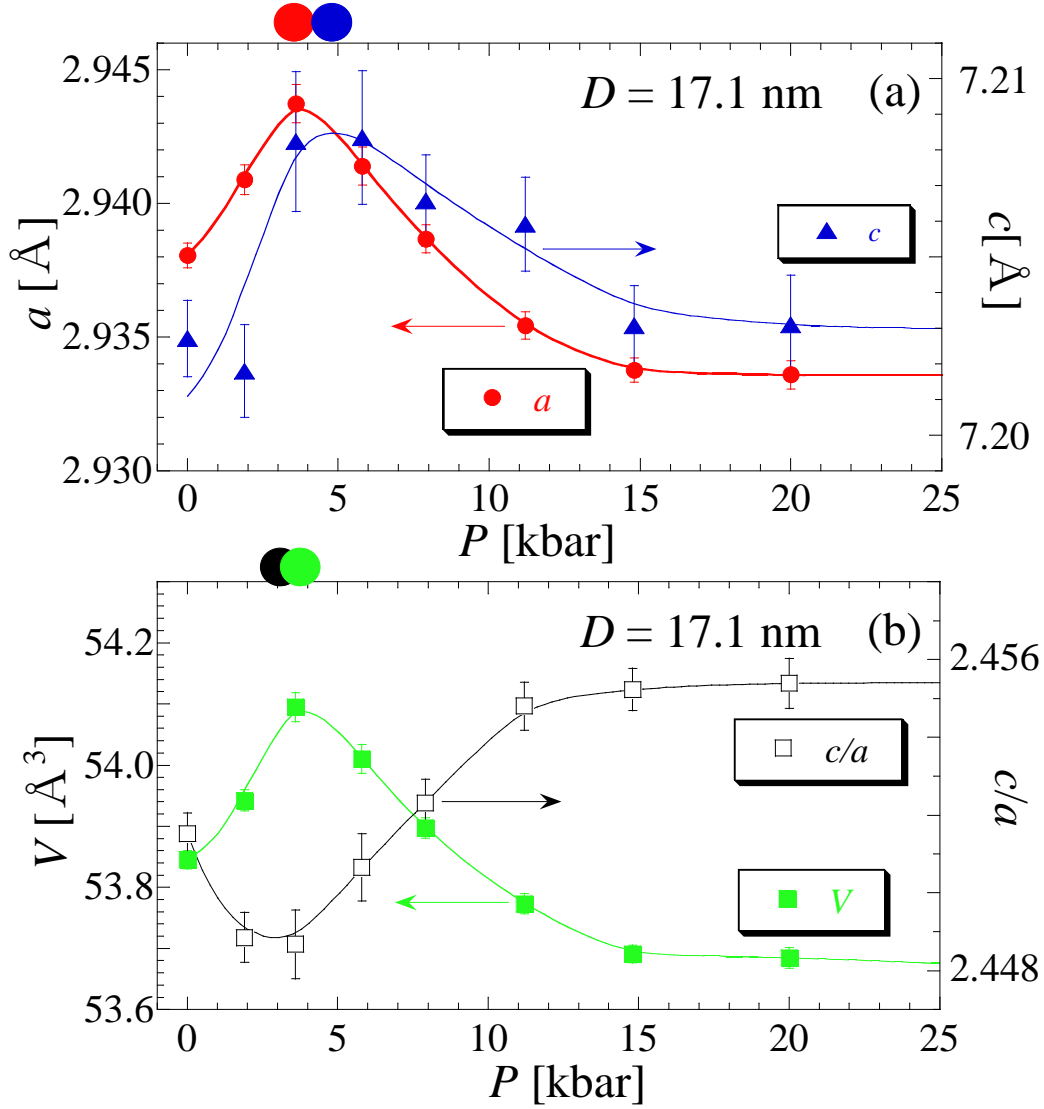 D = 17.1 nm (a)
2.945
2.940
2.935
2.930
a [Å]
7.21
7.20
c[Å]
c
a
0 5 10 15 20 25
P [kbar]
D = 17.1 nm (b)
54.2
54.0
53.8
53.6
V [Å³]
2.456
2.448
c/a
c/a
V
0 5 10 15 20 25
P [kbar]